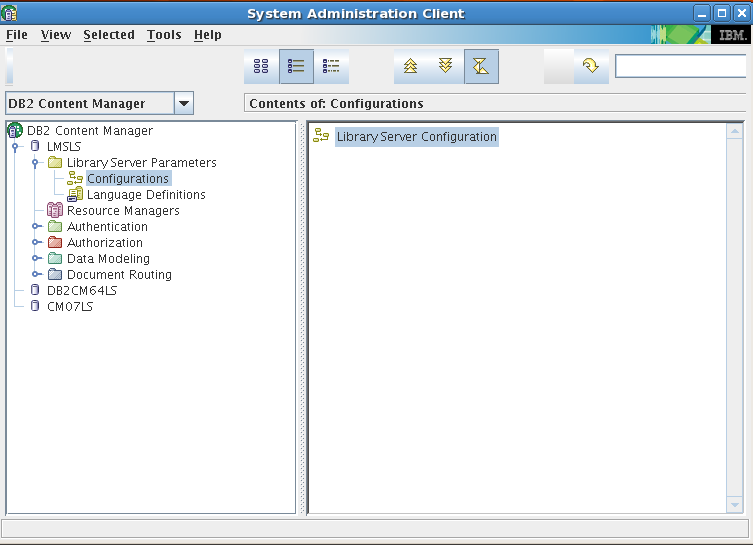 System Administration Client
File View Selected Tools Help
IBM.
DB2 Content Manager
Contents of: Configurations
DB2 Content Manager
LMSLS
Library Server Parameters
Configurations
Language Definitions
Resource Managers
Authentication
Authorization
Data Modeling
Document Routing
DB2CM64LS
CM07LS
Library Server Configuration